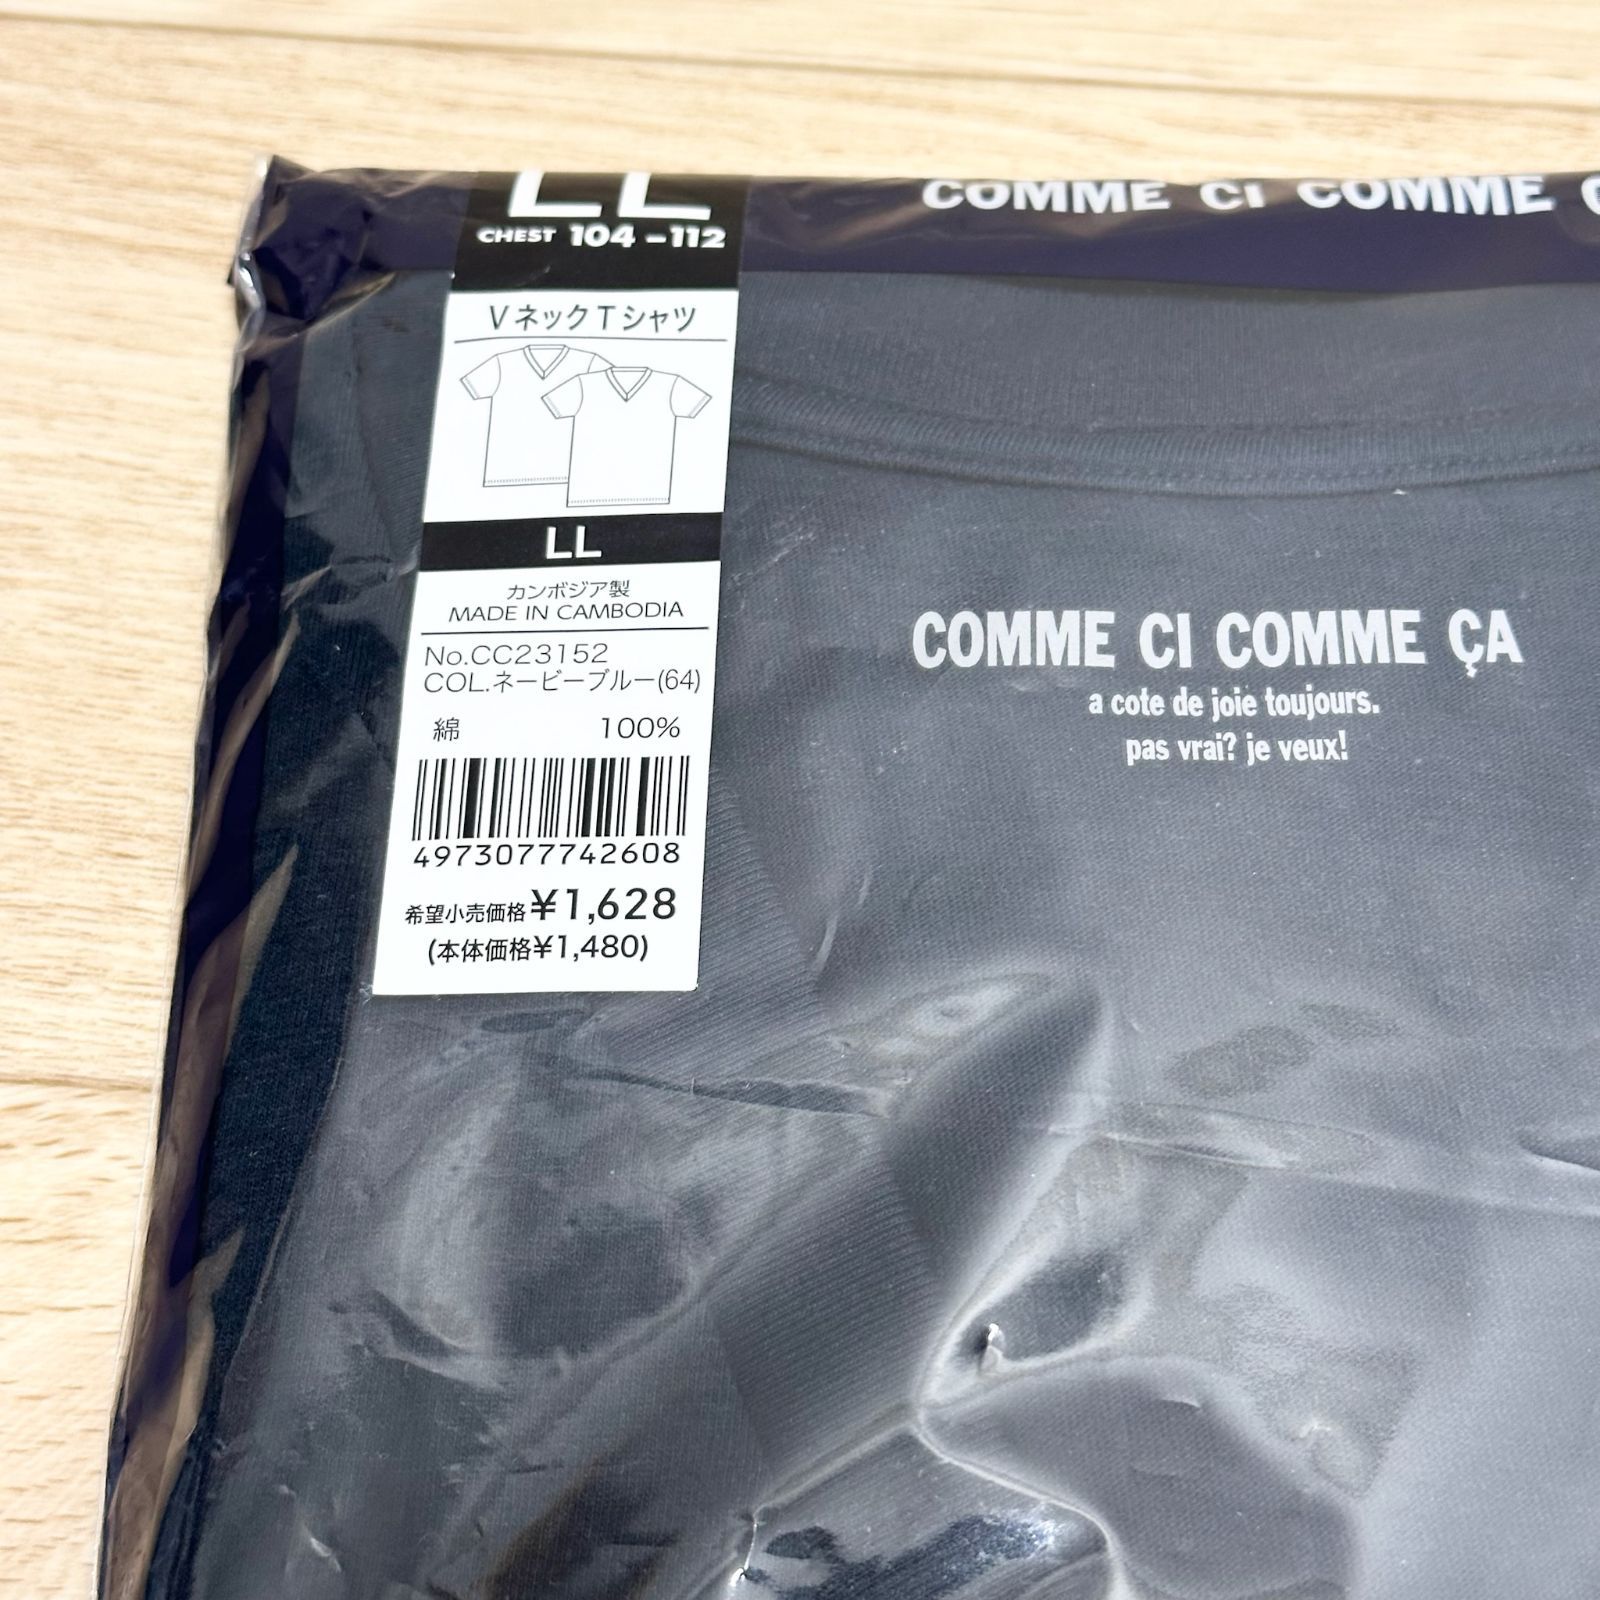 LL
CHEST 104-112
COMME CI COMME
VネックTシャツ
LL
カンボジア製
MADE IN CAMBODIA
No.CC23152
COL.ネービーブルー(64)
綿 100%
4973077742608
希望小売価格¥1,628
(本体価格¥1,480)
COMME CI COMME ÇA
a cote de joie toujours.
pas vrai? je veux!